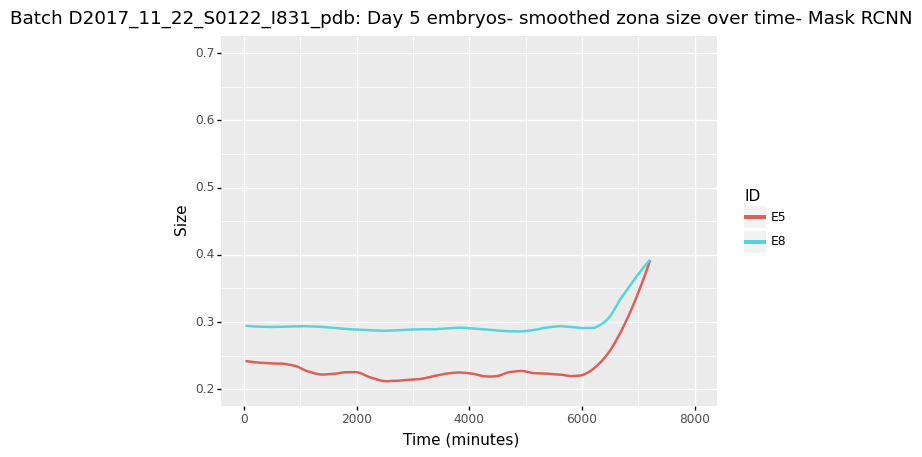 Batch D2017_11_22_S0122_I831_pdb: Day 5 embryos- smoothed zona size over time- Mask RCNN
0.7
0.6
0.5
0.4
0.3
0.2
Size
0 2000 4000 6000 8000
Time (minutes)
ID
E5
E8